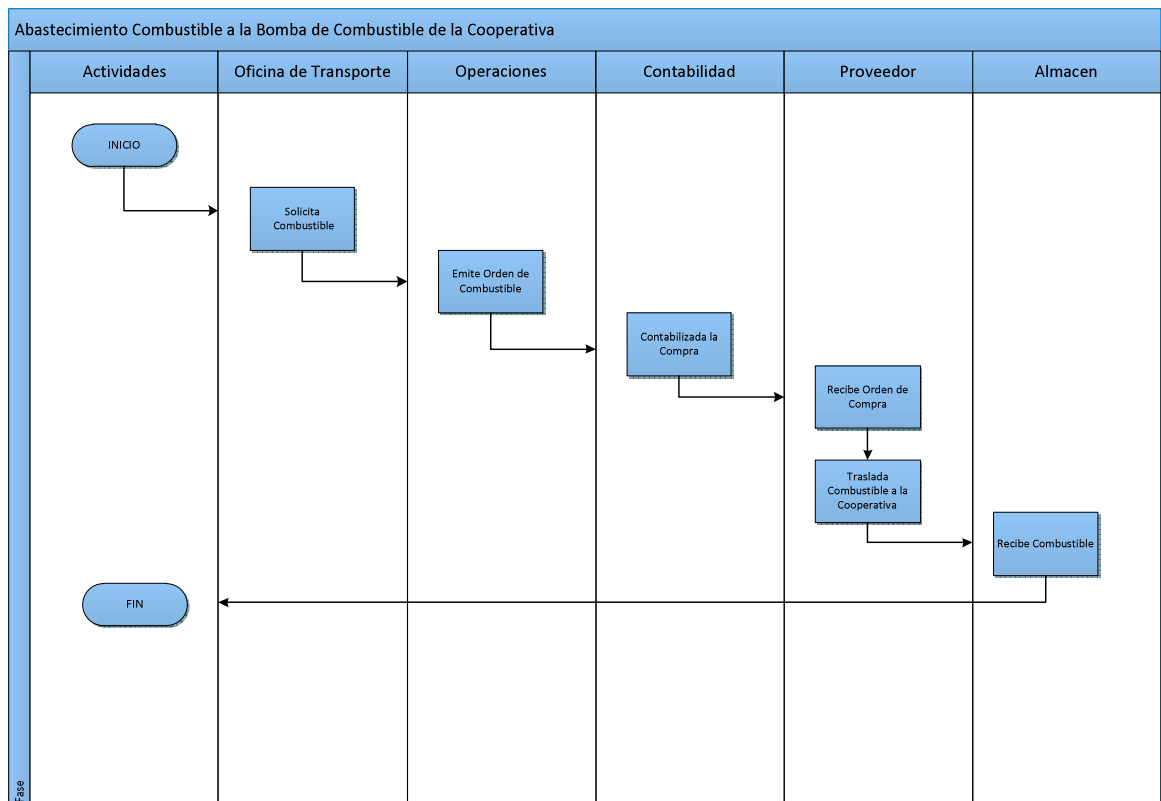 Abastecimiento Combustible a la Bomba de Combustible de la Cooperativa
Actividades
Oficina de Transporte
Operaciones
Contabilidad
Proveedor
Almacen
INICIO
Solicita
Combustible
Emite Orden de
Combustible
Contabilizada la
Compra
Recibe Orden de
Compra
Traslada
Combustible a la
Cooperativa
Recibe Combustible
FIN
Fase